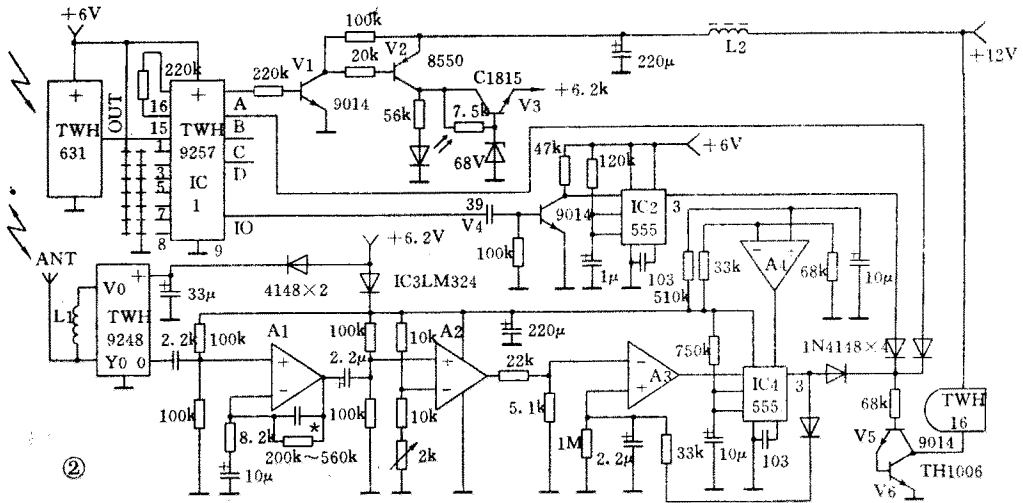 +6V
100k
L2
+12V
V2
20k
8550
220μ
V1
220k
220k
C1815
+6.2k
V3
+
TWH
631
OUT
16
15
1
3
5
7
8
+
TWH
9257
IC
1
A
B
C
D
IO
9
9014
56k
7.5k
68V
47k
120k
+6V
39
V4
9014
IC2
555
3
100k
1μ
103
510k
33k
A4
68k
10μ
ANT
+6.2V
4148×2
33μ
IC3LM324
L1
V0
+
TWH
9248
Y0 0
2.2k
100k
A1
2.2μ
100k
10k
A2
220μ
22k
A3
750k
IC4
555
3
1N4148×4
100k
100k
10k
2k
5.1k
1M
2.2μ
33k
10μ
103
8.2k
*
200k~560k
10μ
68k
TWH
16
V5
9014
TH1006
V6
②